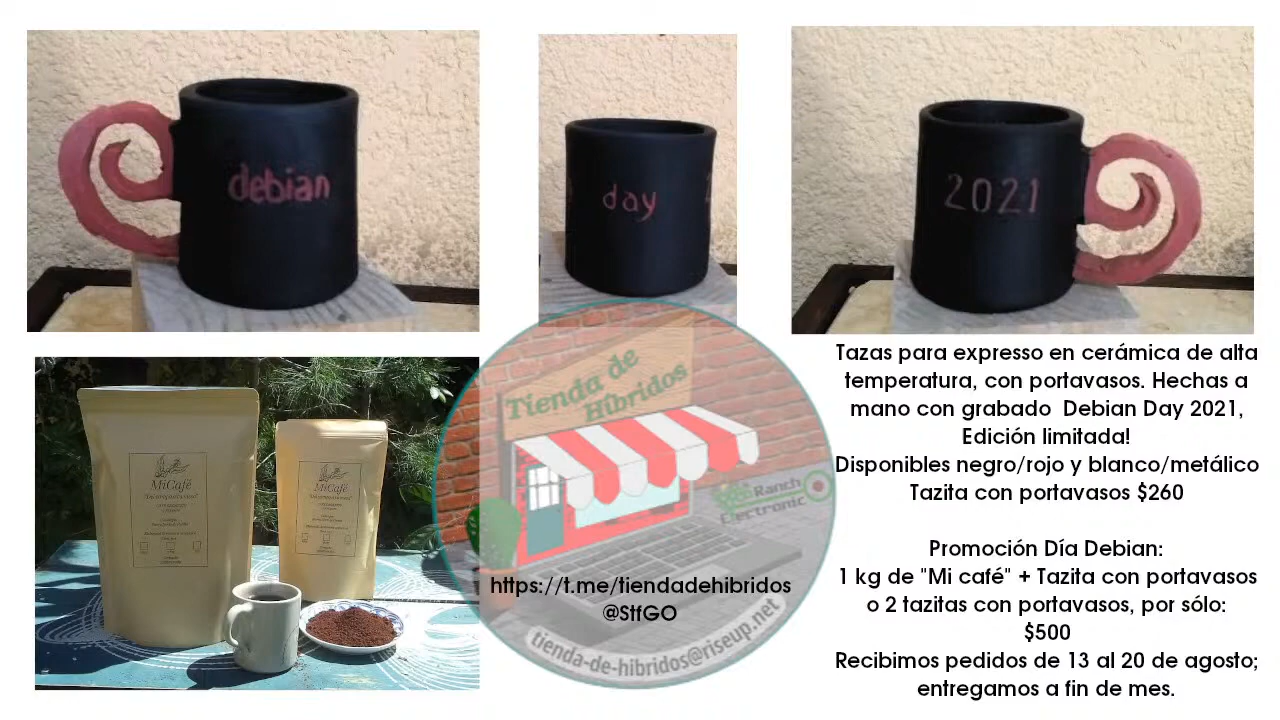 debian
day
2021
Tienda de
Híbridos
Ranch
Electronic
https://t.me/tiendadehibridos
@StfGO
tienda-de-hibridos@riseup.net
MiCafé
MiCafé
Tazas para expresso en cerámica de alta
temperatura, con portavasos. Hechas a
mano con grabado Debian Day 2021,
Edición limitada!
Disponibles negro/rojo y blanco/metálico
Tazita con portavasos $260
Promoción Día Debian:
1 kg de "Mi café" + Tazita con portavasos
o 2 tazitas con portavasos, por sólo:
$500
Recibimos pedidos de 13 al 20 de agosto;
entregamos a fin de mes.